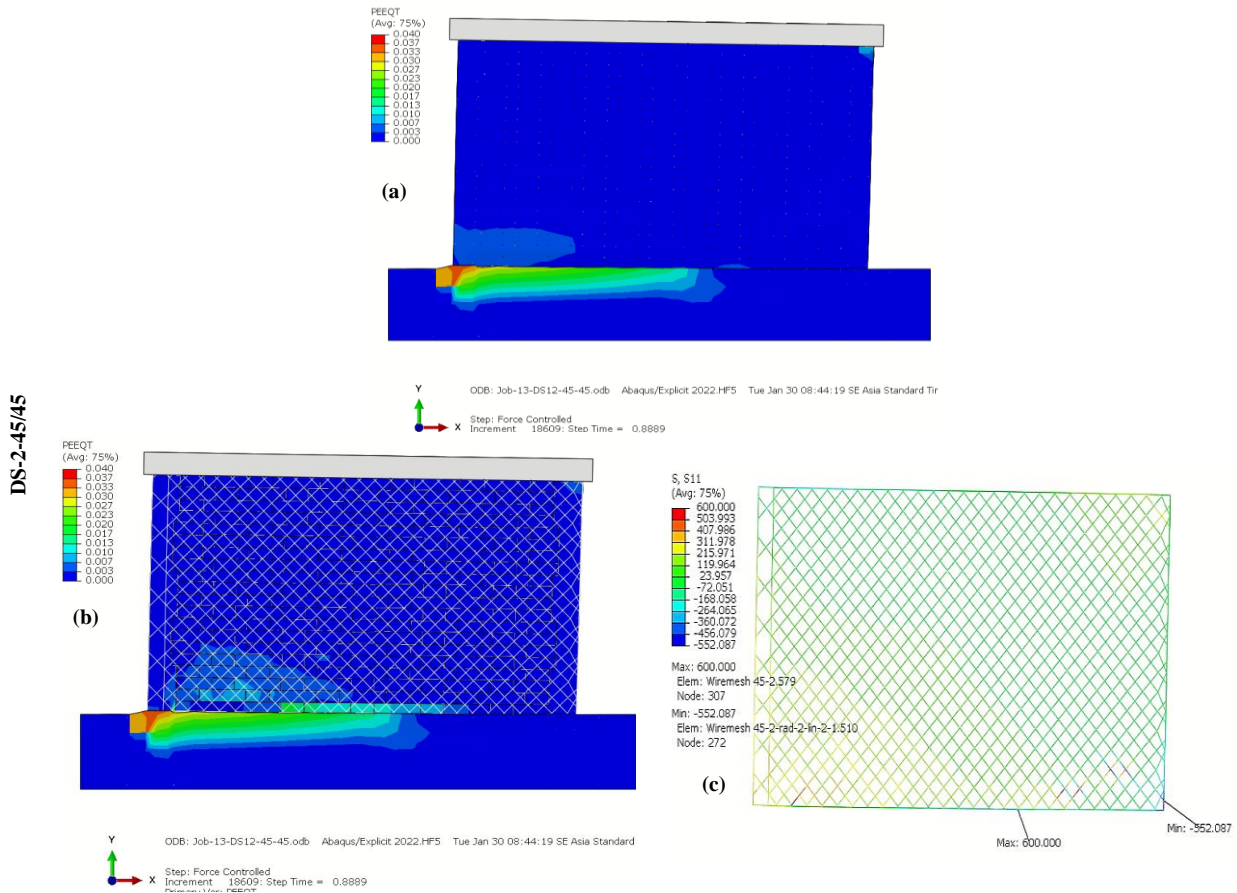 PEEQT
(Avg: 75%)
0.040
0.037
0.033
0.030
0.027
0.023
0.020
0.017
0.013
0.010
0.007
0.003
0.000
(a)
ODB: Job-13-DS12-45-45.odb Abaqus/Explicit 2022.HF5 Tue Jan 30 08:44:19 SE Asia Standard Tir
Y
X
Step: Force Controlled
Increment 18609: Step Time = 0.8889
DS-2-45/45
PEEQT
(Avg: 75%)
0.040
0.037
0.033
0.030
0.027
0.023
0.020
0.017
0.013
0.010
0.007
0.003
0.000
(b)
ODB: Job-13-DS12-45-45.odb Abaqus/Explicit 2022.HF5 Tue Jan 30 08:44:19 SE Asia Standard
Y
X
Step: Force Controlled
Increment 18609: Step Time = 0.8889
Primary Var: PEEQT
S, S11
(Avg: 75%)
600.000
503.993
407.986
311.978
215.971
119.964
23.957
-72.051
-168.058
-264.065
-360.072
-456.079
-552.087
Max: 600.000
Elem: Wiremesh 45-2.579
Node: 307
Min: -552.087
Elem: Wiremesh 45-2-rad-2-lin-2-1.510
Node: 272
(c)
Min: -552.087
Max: 600.000